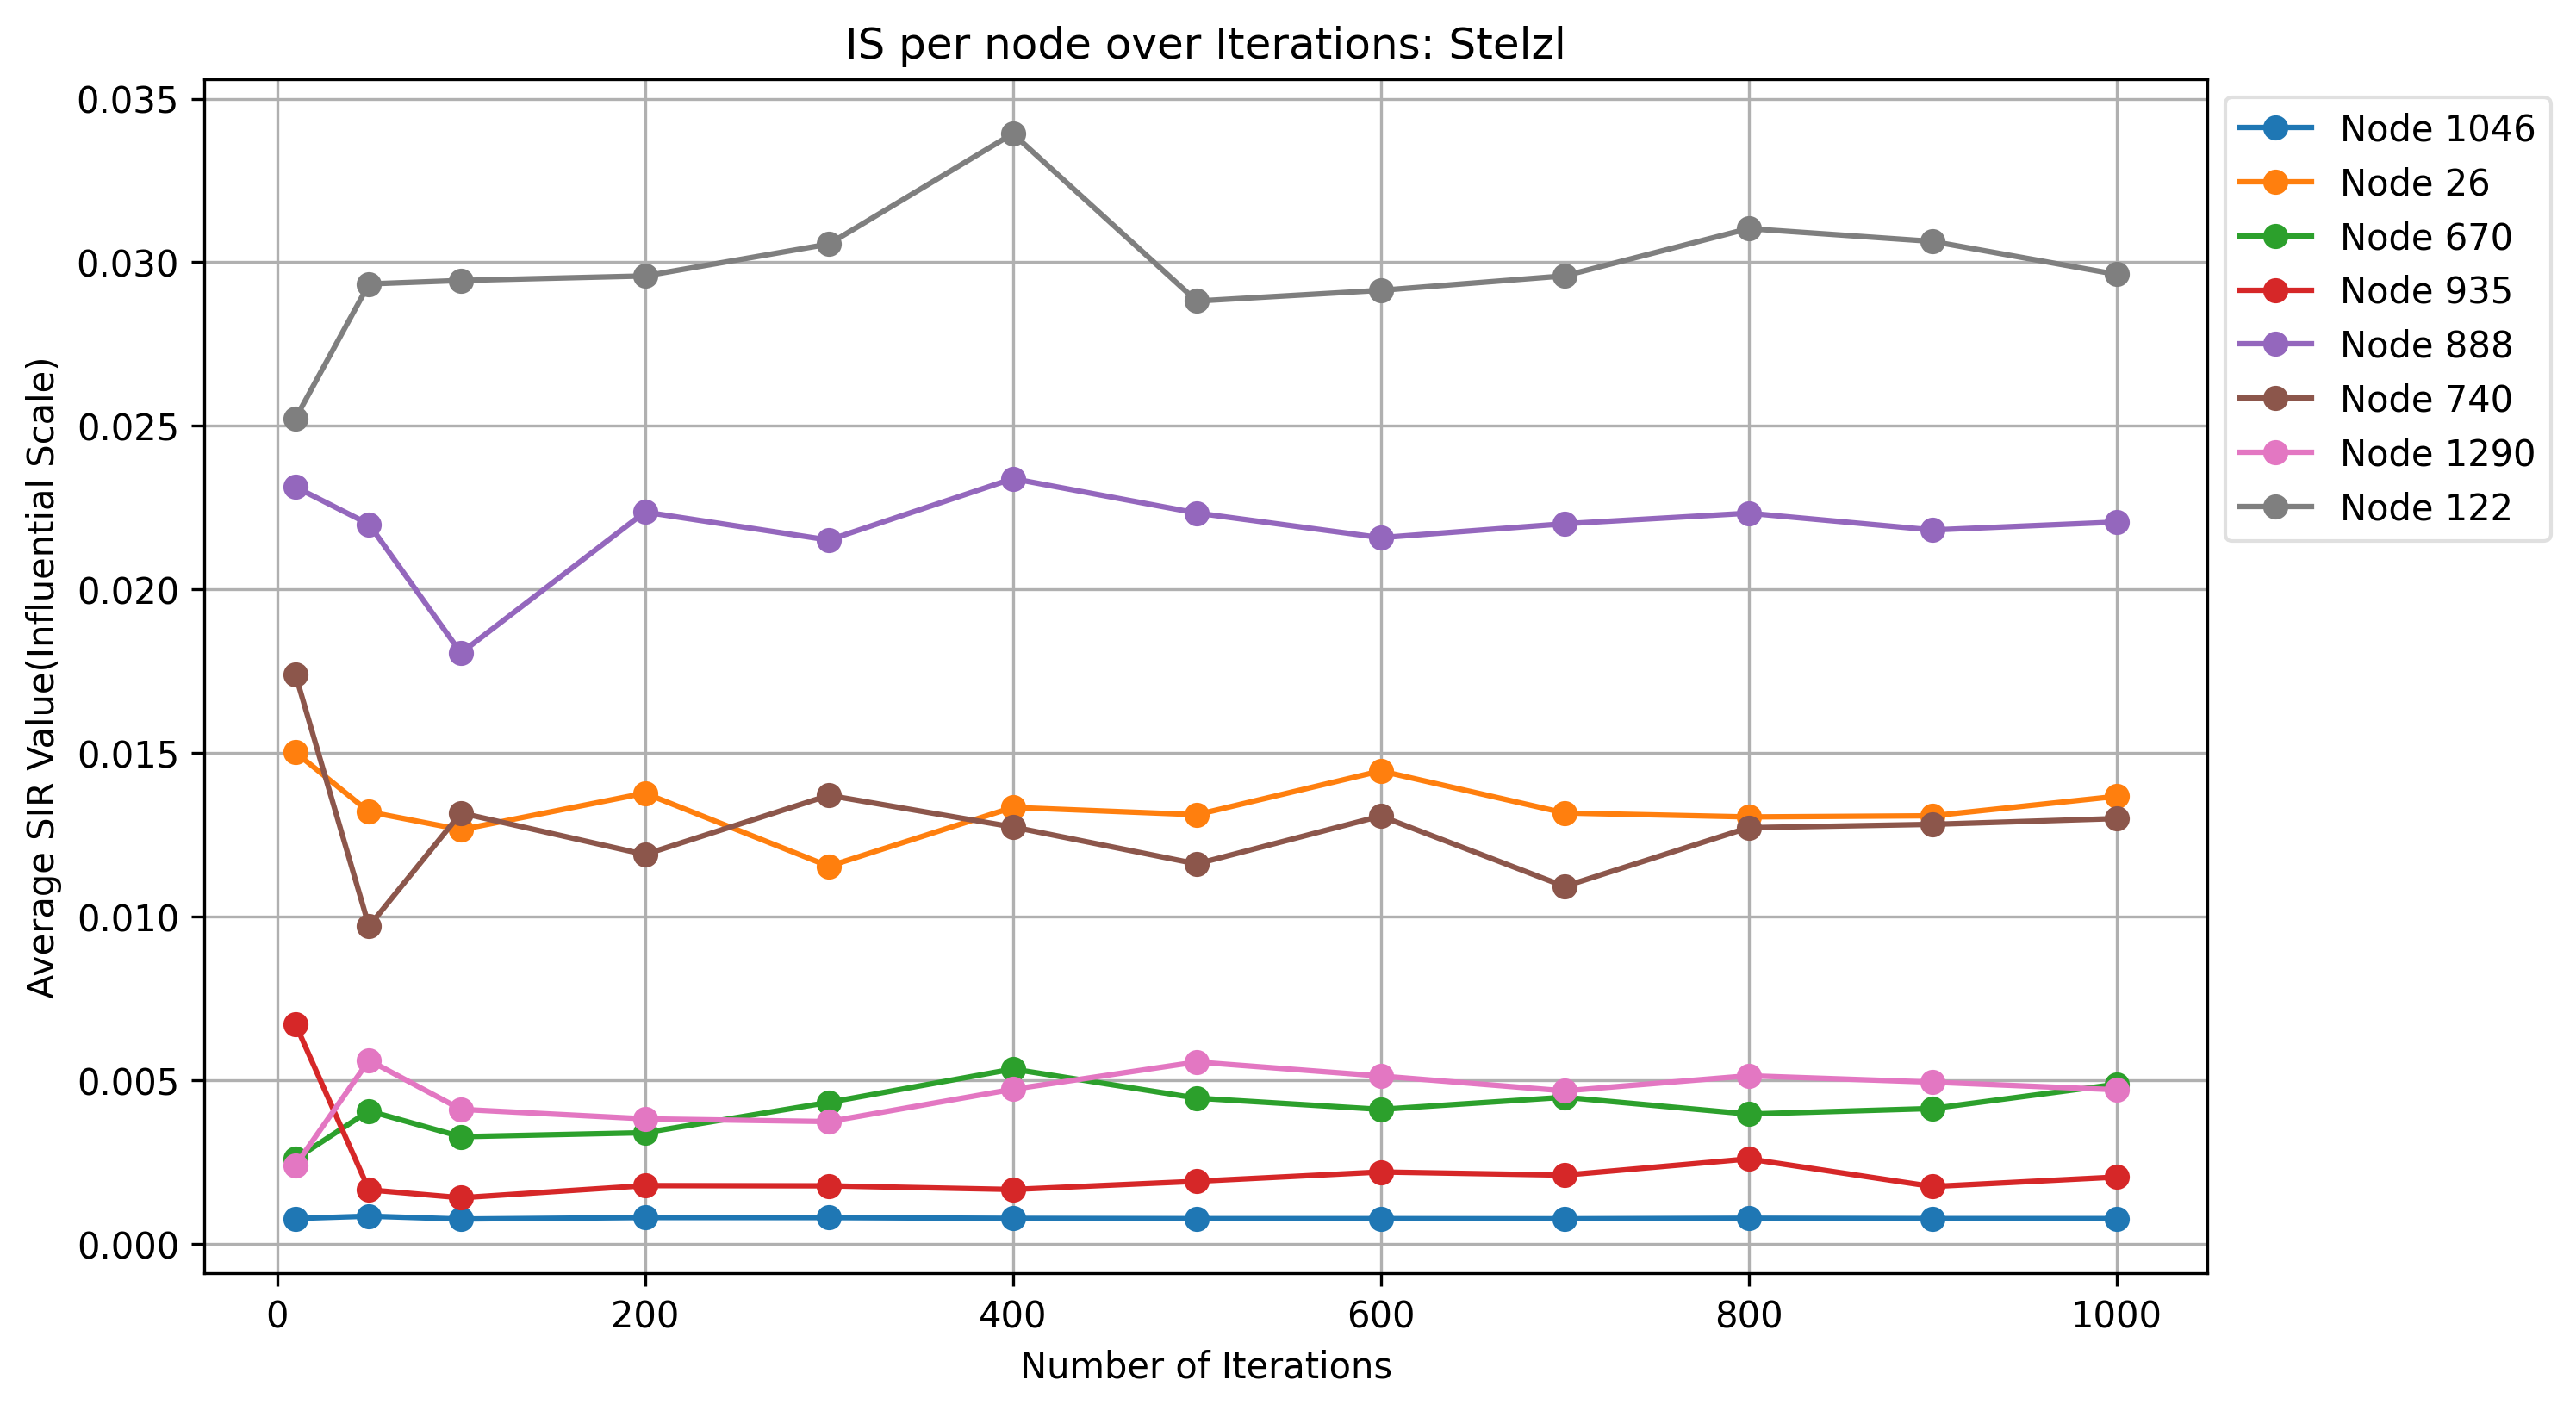 IS per node over Iterations: Stelzl
Average SIR Value(Influential Scale)
0.035
0.030
0.025
0.020
0.015
0.010
0.005
0.000
0 200 400 600 800 1000
Number of Iterations
Node 1046
Node 26
Node 670
Node 935
Node 888
Node 740
Node 1290
Node 122